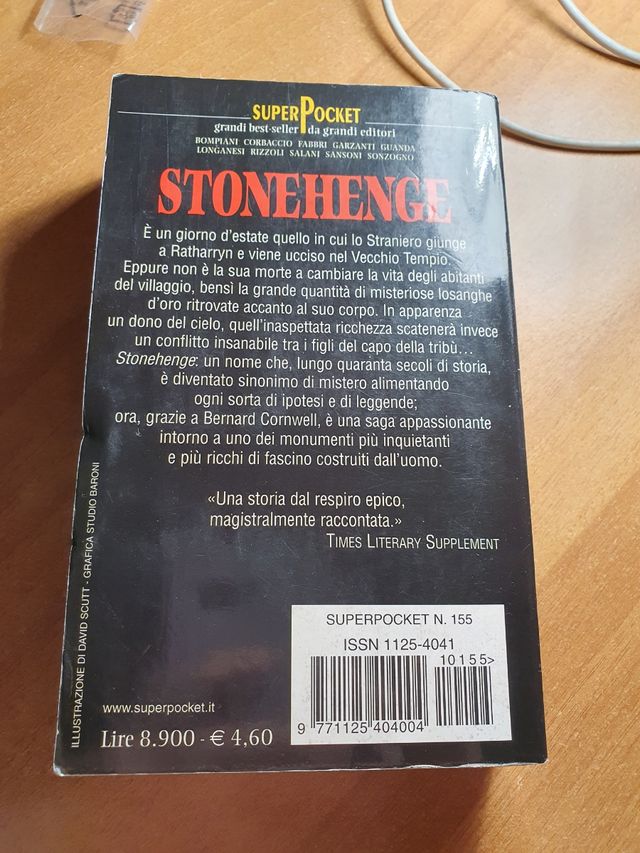 SUPERPOCKET
grandi best-seller da grandi editori
BOMPIANI CORBACCIO FABBRI GARZANTI GUANDA
LONGANESI RIZZOLI SALANI SANSONI SONZOGNO
STONEHENGE
È un giorno d'estate quello in cui lo Straniero giunge
a Ratharryn e viene ucciso nel Vecchio Tempio.
Eppure non è la sua morte a cambiare la vita degli abitanti
del villaggio, bensì la grande quantità di misteriose losanghe
d'oro ritrovate accanto al suo corpo. In apparenza
un dono del cielo, quell'inaspettata ricchezza scatenerà invece
un conflitto insanabile tra i figli del capo della tribù...
Stonehenge: un nome che, lungo quaranta secoli di storia,
è diventato sinonimo di mistero alimentando
ogni sorta di ipotesi e di leggende;
ora, grazie a Bernard Cornwell, è una saga appassionante
intorno a uno dei monumenti più inquietanti
e più ricchi di fascino costruiti dall'uomo.
«Una storia dal respiro epico,
magistralmente raccontata.»
TIMES LITERARY SUPPLEMENT
ILLUSTRAZIONE DI DAVID SCUTT - GRAFICA STUDIO BARONI
SUPERPOCKET N. 155
ISSN 1125-4041
10155>
9 771125 404004
www.superpocket.it
Lire 8.900 - € 4,60